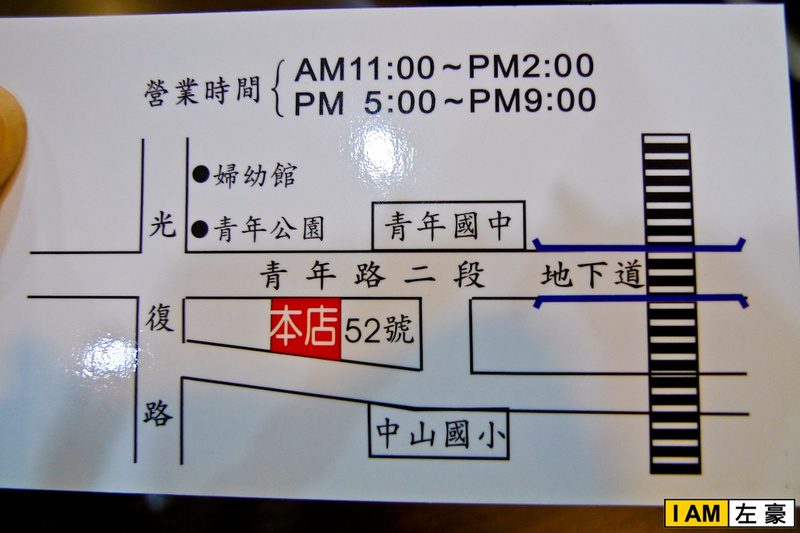 營業時間
AM11:00~PM2:00
PM 5:00~PM9:00
婦幼館
青年公園
青年國中
光復路
青年路二段
地下道
本店
52號
中山國小
I AM 左豪